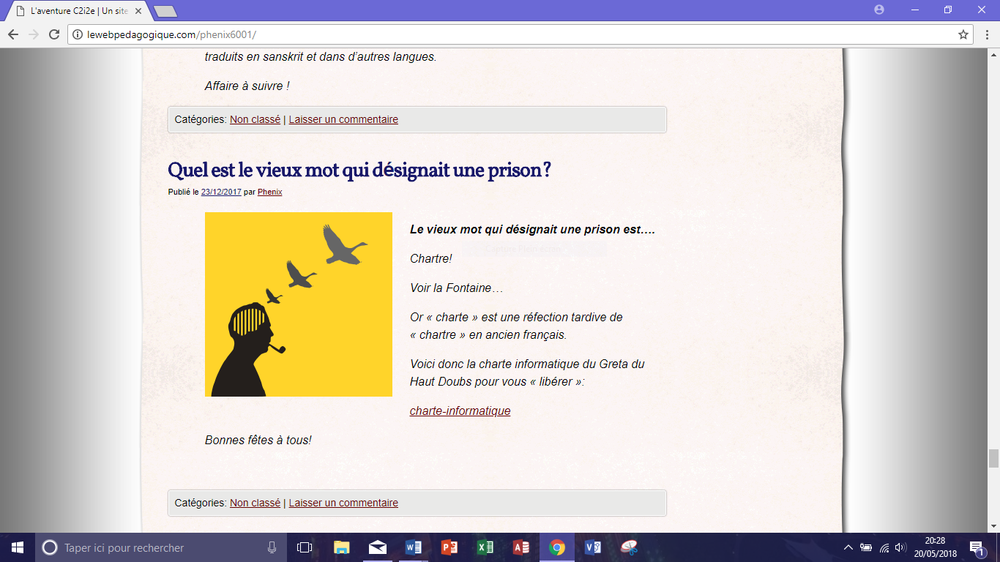 L'aventure C2i2e | Un site
lewebpedagogique.com/phenix6001/
traduits en sanskrit et dans d'autres langues.
Affaire à suivre !
Catégories: Non classé | Laisser un commentaire
Quel est le vieux mot qui désignait une prison?
Publié le 23/12/2017 par Phenix
Le vieux mot qui désignait une prison est….
Capture Plein écran
Chartre!
Voir la Fontaine…
Or « charte » est une réfection tardive de
« chartre » en ancien français.
Voici donc la charte informatique du Greta du
Haut Doubs pour vous « libérer »:
charte-informatique
Bonnes fêtes à tous!
Catégories: Non classé | Laisser un commentaire
Taper ici pour rechercher
20:28
20/05/2018
1